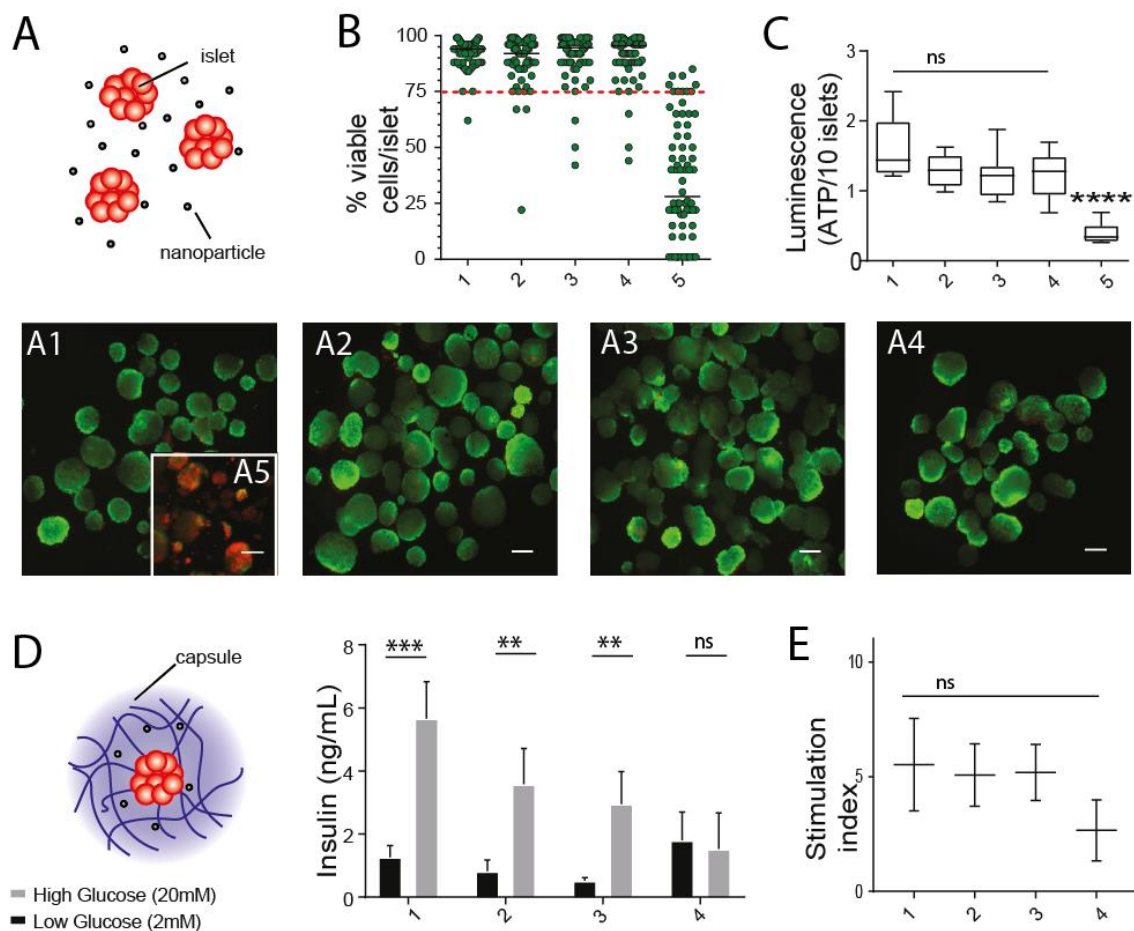 A
islet
nanoparticle
B
% viable
cells/islet
100
75
50
25
0
1 2 3 4 5
C
Luminescence
(ATP/10 islets)
3
2
1
0
ns
****
1 2 3 4 5
A1
A5
A2
A3
A4
D
capsule
High Glucose (20mM)
Low Glucose (2mM)
Insulin (ng/mL)
8
6
4
2
0
*** ** ** ns
1 2 3 4
E
Stimulation
index
10
5
0
ns
1 2 3 4